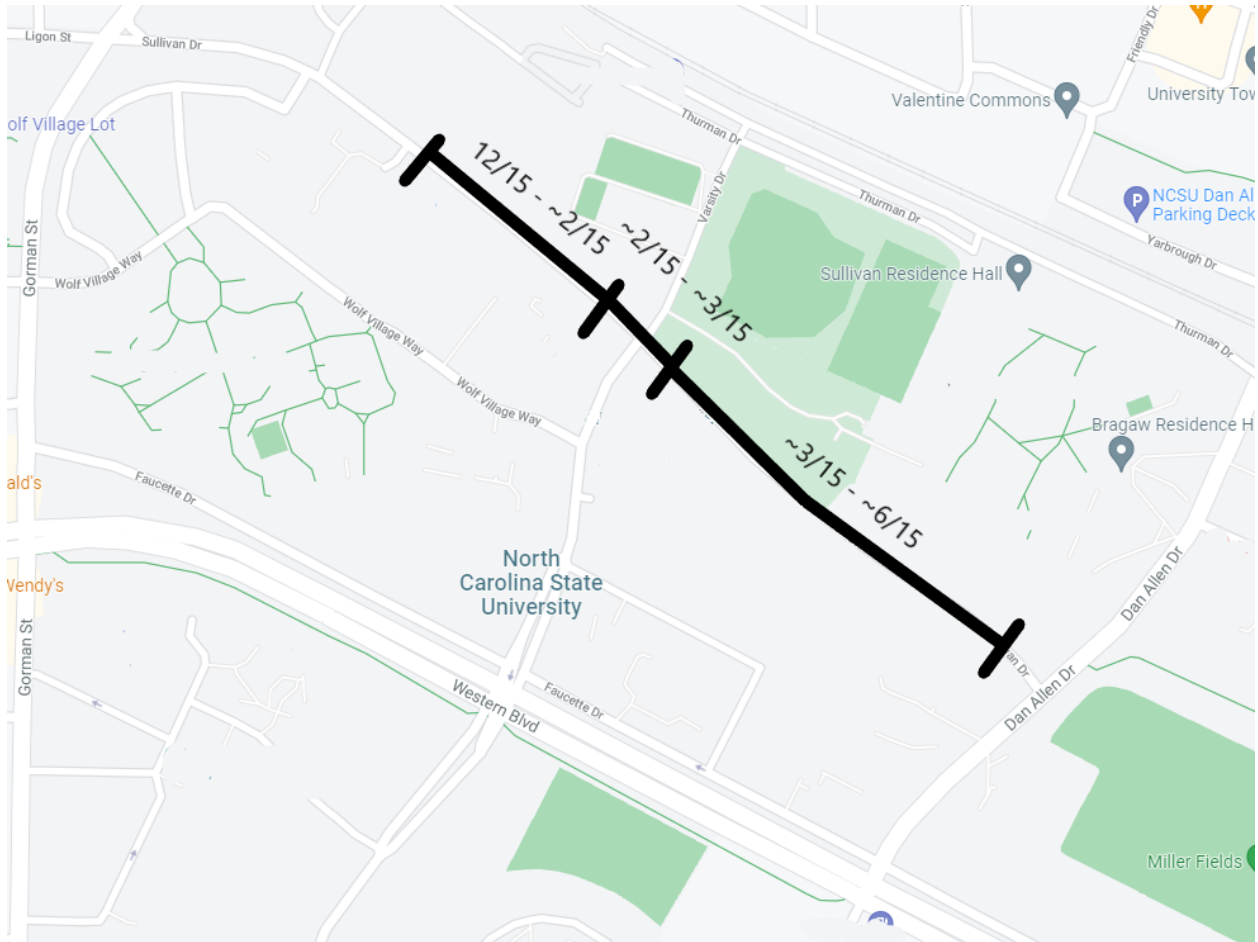 Ligon St
Sullivan Dr
Friendly Dr
University Tow
Valentine Commons
olf Village Lot
Thurman Dr
12/15 - ~2/15
Varsity Dr
Thurman Dr
NCSU Dan Al
Parking Deck
~2/15 - ~3/15
Yarbrough Dr
Gorman St
Wolf Village Way
Sullivan Residence Hall
Wolf Village Way
Thurman Dr
Wolf Village Way
Bragaw Residence H
~3/15 - ~6/15
ald's
Faucette Dr
North
Carolina State
University
Wendy's
Dan Allen Dr
Gorman St
an Dr
Western Blvd
Faucette Dr
Dan Allen Dr
Miller Fields